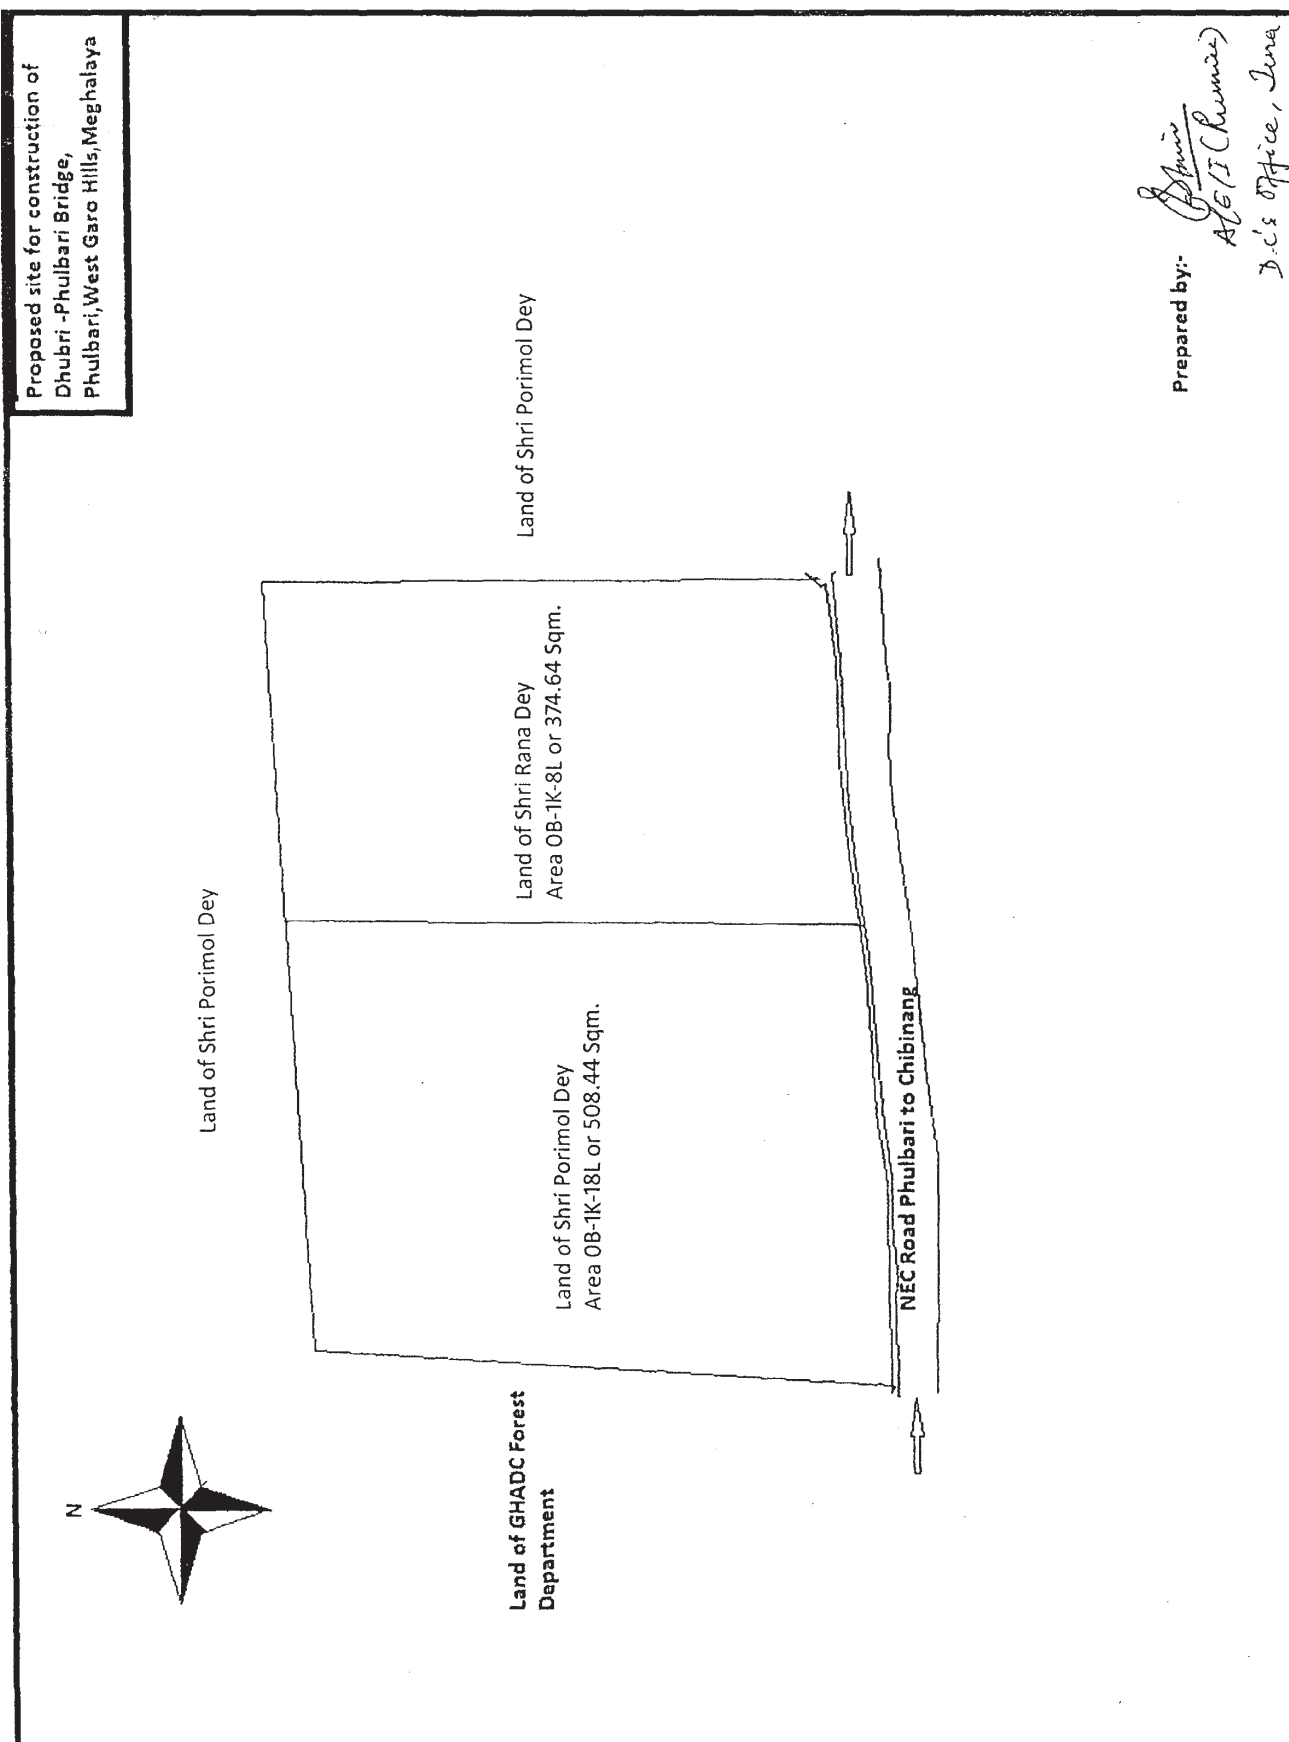 Proposed site for construction of
Dhubri -Phulbari Bridge,
Phulbari,West Garo Hills,Meghalaya
N
Land of Shri Porimol Dey
Land of GHADC Forest
Department
Land of Shri Porimol Dey
Area 0B-1K-18L or 508.44 Sqm.
Land of Shri Rana Dey
Area 0B-1K-8L or 374.64 Sqm.
Land of Shri Porimol Dey
NEC Road Phulbari to Chibinang
Prepared by:-
D.C's Office, Tura